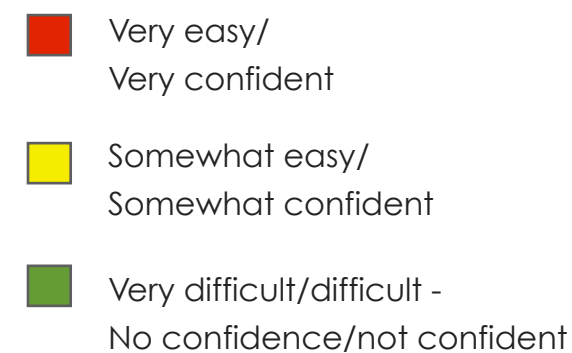 Very easy/
Very confident
Somewhat easy/
Somewhat confident
Very difficult/difficult -
No confidence/not confident